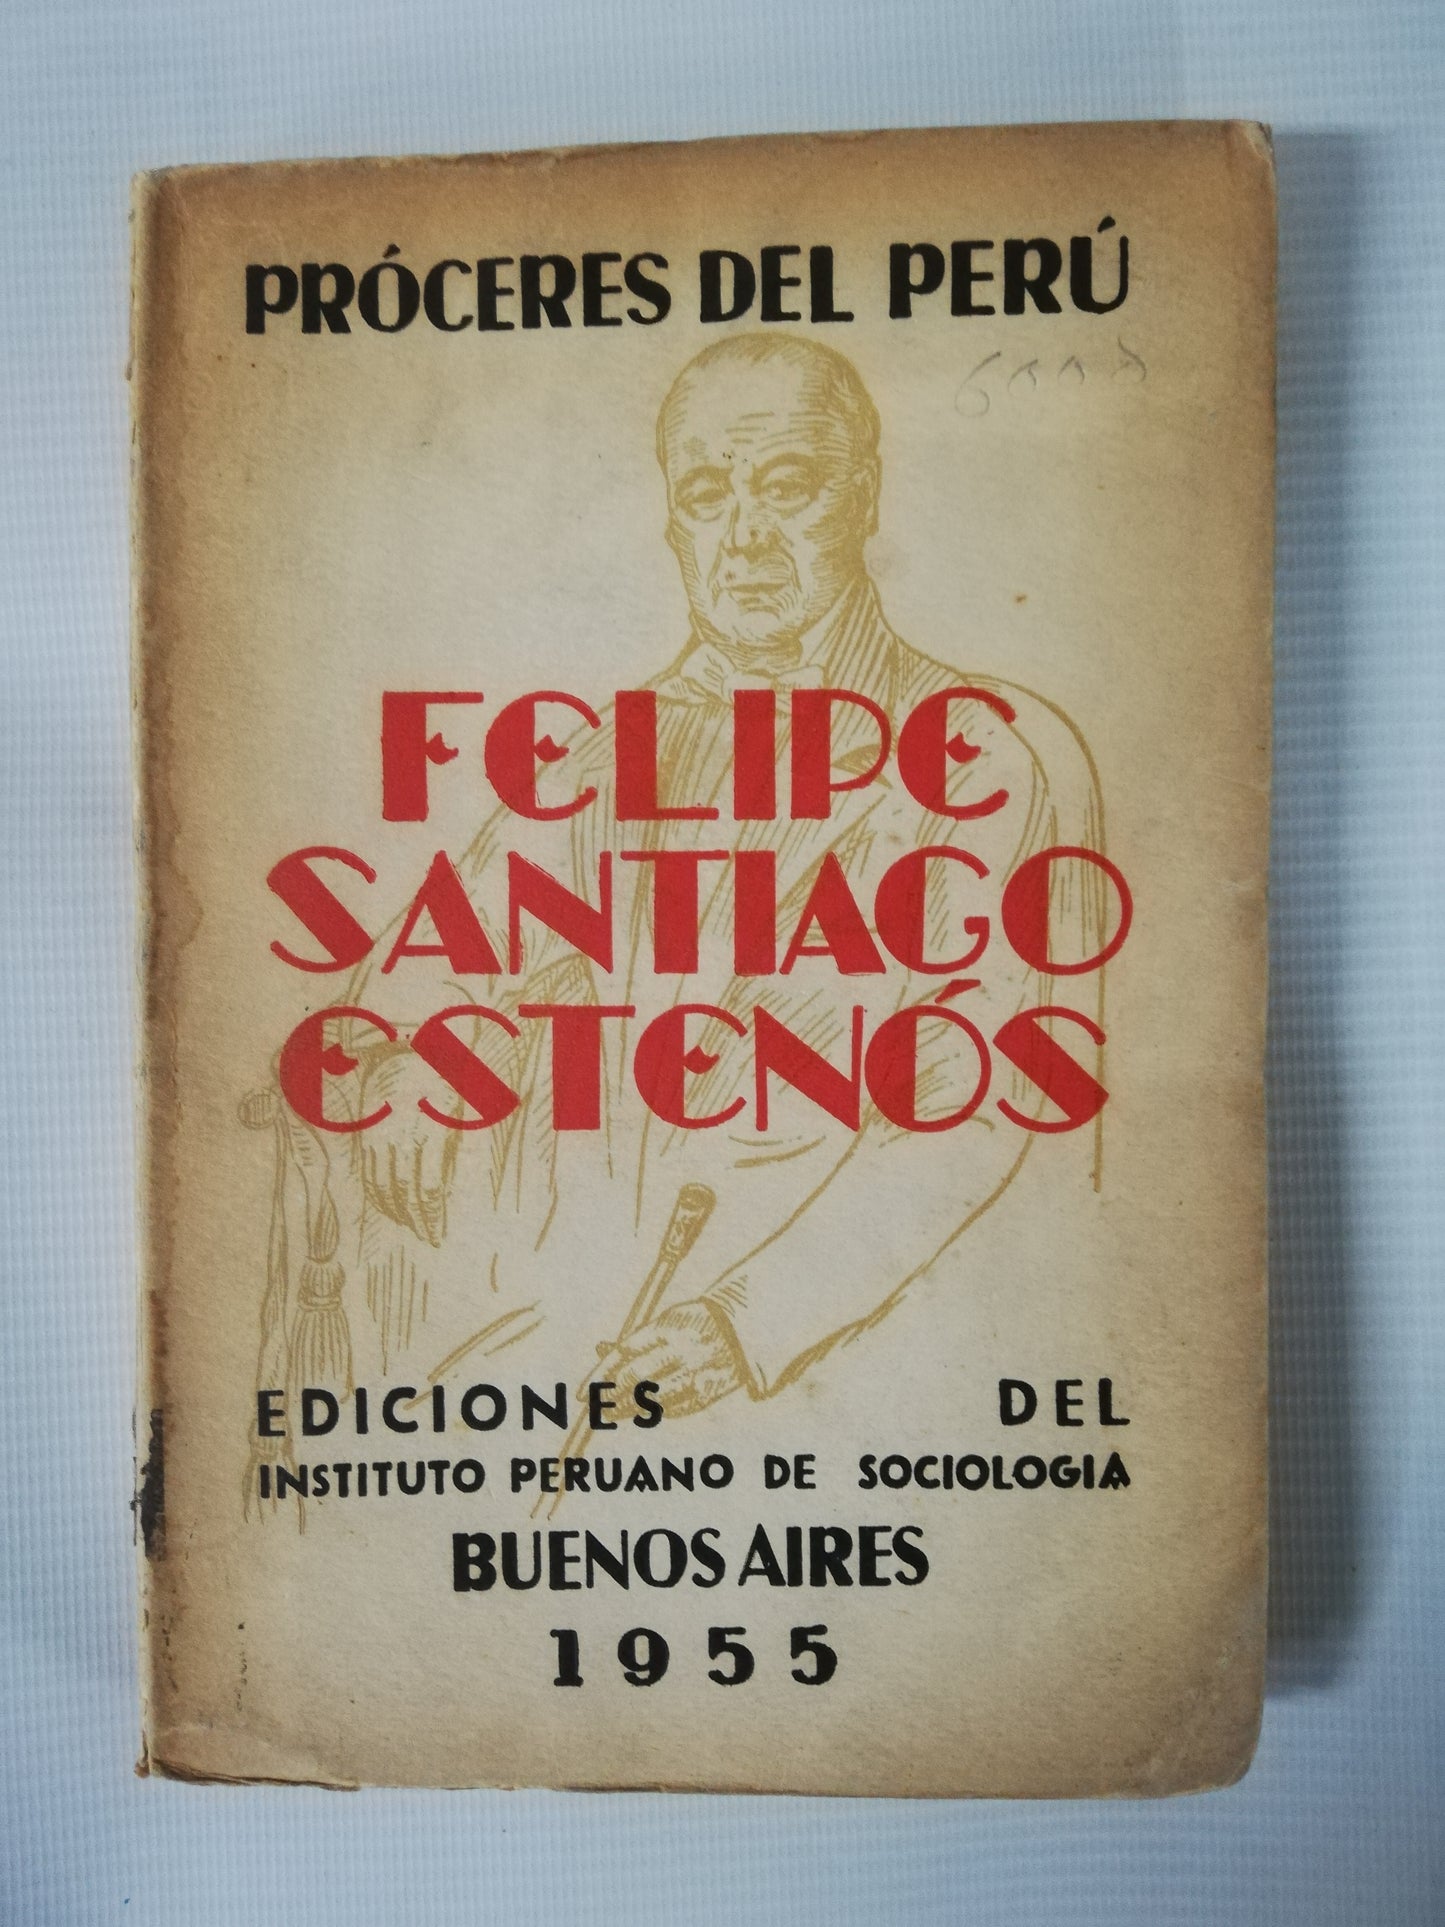 PRÓCERES DEL PERÚ
FELIPE
SANTIAGO
ESTENÓS
EDICIONES DEL
INSTITUTO PERUANO DE SOCIOLOGIA
BUENOS AIRES
1955